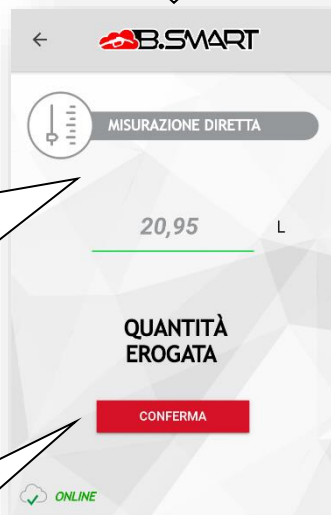 B.SMART
MISURAZIONE DIRETTA
20,95 L
QUANTITÀ
EROGATA
CONFERMA
ONLINE